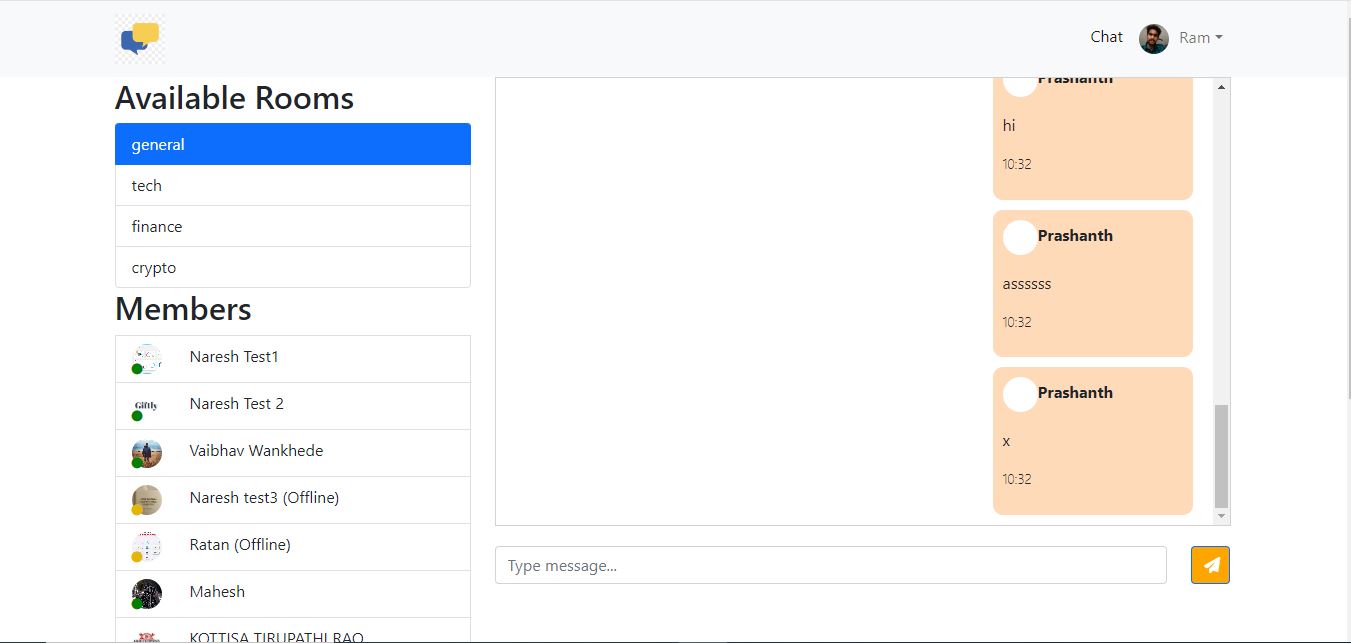 Chat
Ram
Available Rooms
general
tech
finance
crypto
Members
Naresh Test1
Giftly
Naresh Test 2
Vaibhav Wankhede
Naresh test3 (Offline)
Ratan (Offline)
Mahesh
KOTTISA TIRUPATHI RAO
Prashanth
hi
10:32
Prashanth
assssss
10:32
Prashanth
x
10:32
Type message...